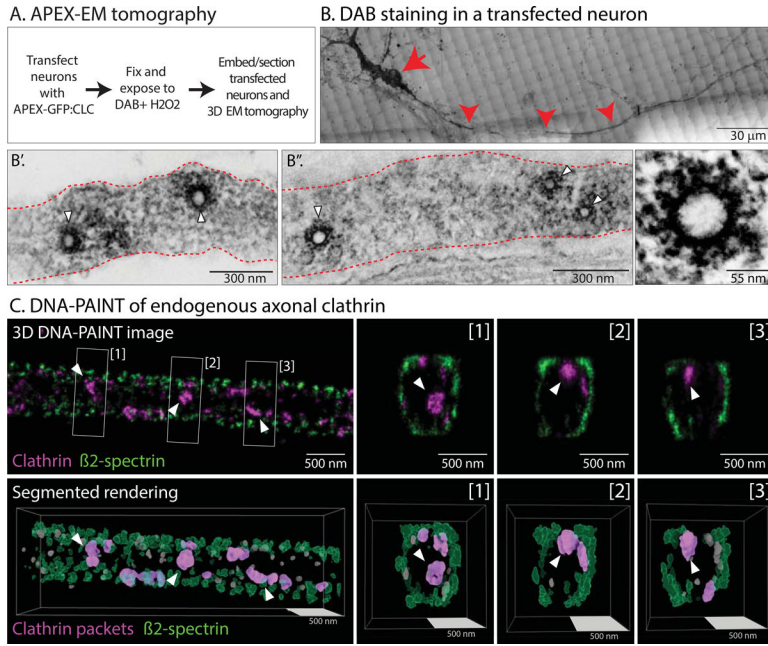 A. APEX-EM tomography
Transfect
neurons
with
APEX-GFP:CLC
Fix and
expose to
DAB+ H2O2
Embed/section
transfected
neurons and
3D EM tomography
B. DAB staining in a transfected neuron
30 µm
B'.
300 nm
B".
300 nm
55 nm
C. DNA-PAINT of endogenous axonal clathrin
3D DNA-PAINT image
[1]
[2]
[3]
Clathrin ß2-spectrin
500 nm
[1]
500 nm
[2]
500 nm
[3]
500 nm
Segmented rendering
Clathrin packets ß2-spectrin
500 nm
[1]
500 nm
[2]
500 nm
[3]
500 nm